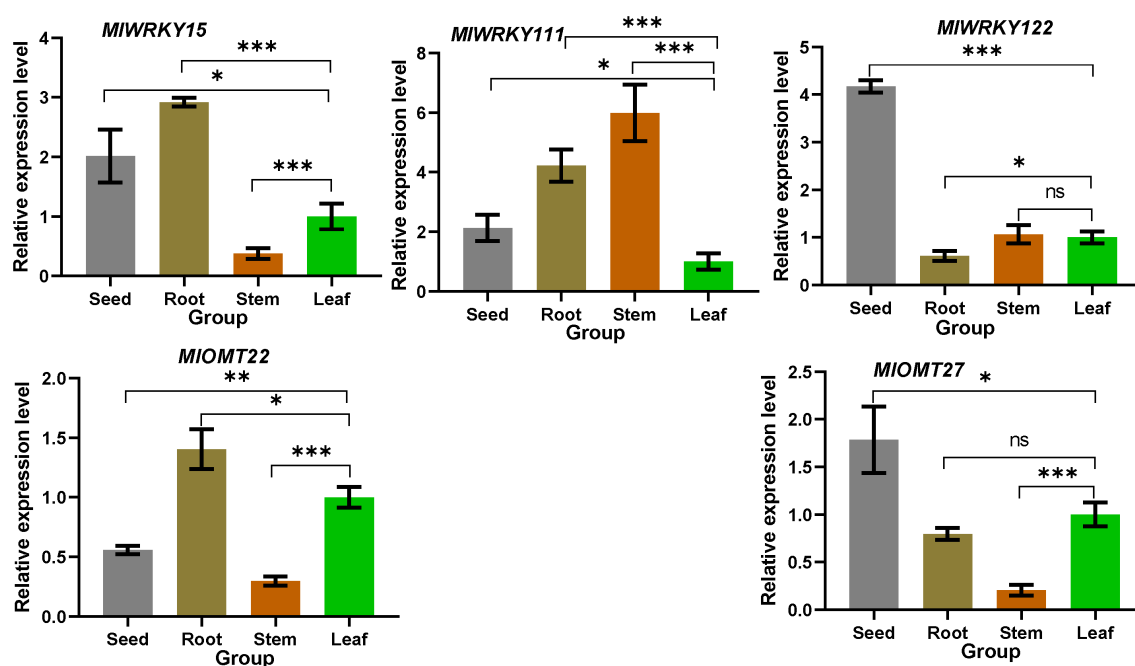 MIWRKY15
Relative expression level
4
3
2
1
0
***
*
***
Seed Root Stem Leaf
Group
MIWRKY111
Relative expression level
8
6
4
2
0
***
***
*
Seed Root Stem Leaf
Group
MIWRKY122
Relative expression level
5
4
3
2
1
0
***
*
ns
Seed Root Stem Leaf
Group
MIOMT22
Relative expression level
2.0
1.5
1.0
0.5
0.0
**
*
***
Seed Root Stem Leaf
Group
MIOMT27
Relative expression level
2.5
2.0
1.5
1.0
0.5
0.0
*
ns
***
Seed Root Stem Leaf
Group